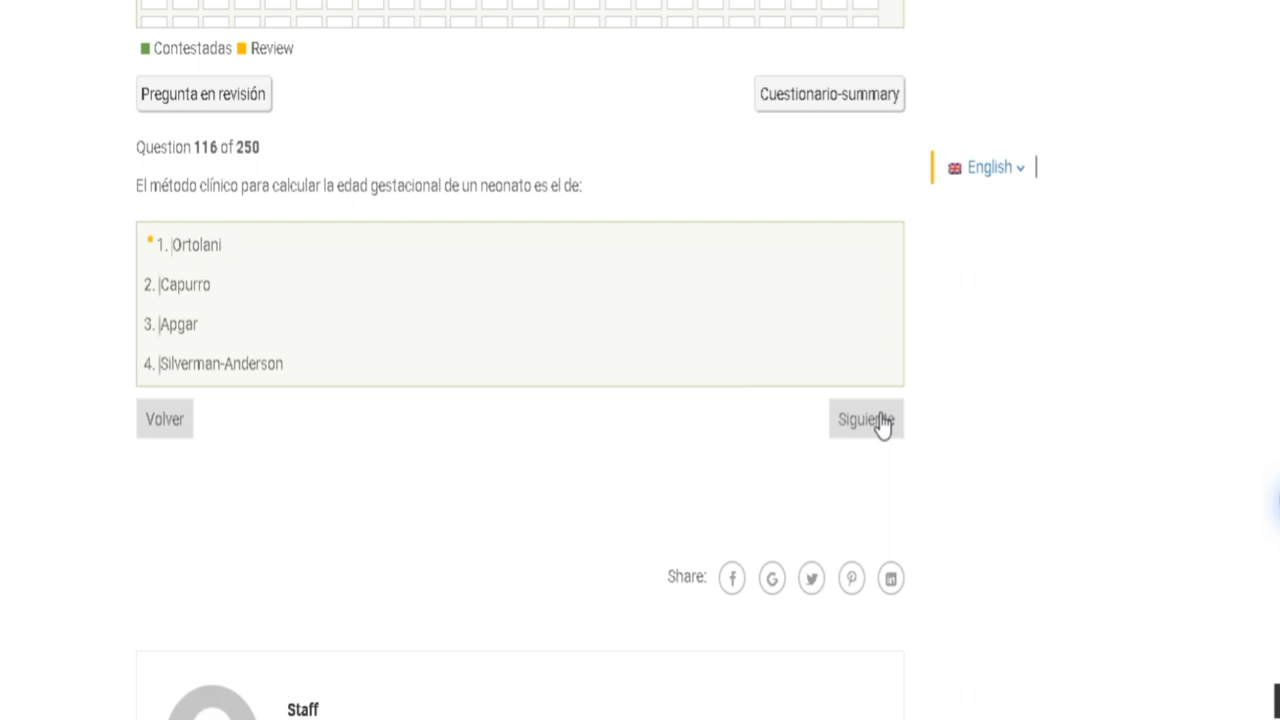 Contestadas Review
Pregunta en revisión Cuestionario-summary
Question 116 of 250
English
El método clínico para calcular la edad gestacional de un neonato es el de:
1. Ortolani
2. Capurro
3. Apgar
4. Silverman-Anderson
Volver Siguiente
Share:
Staff